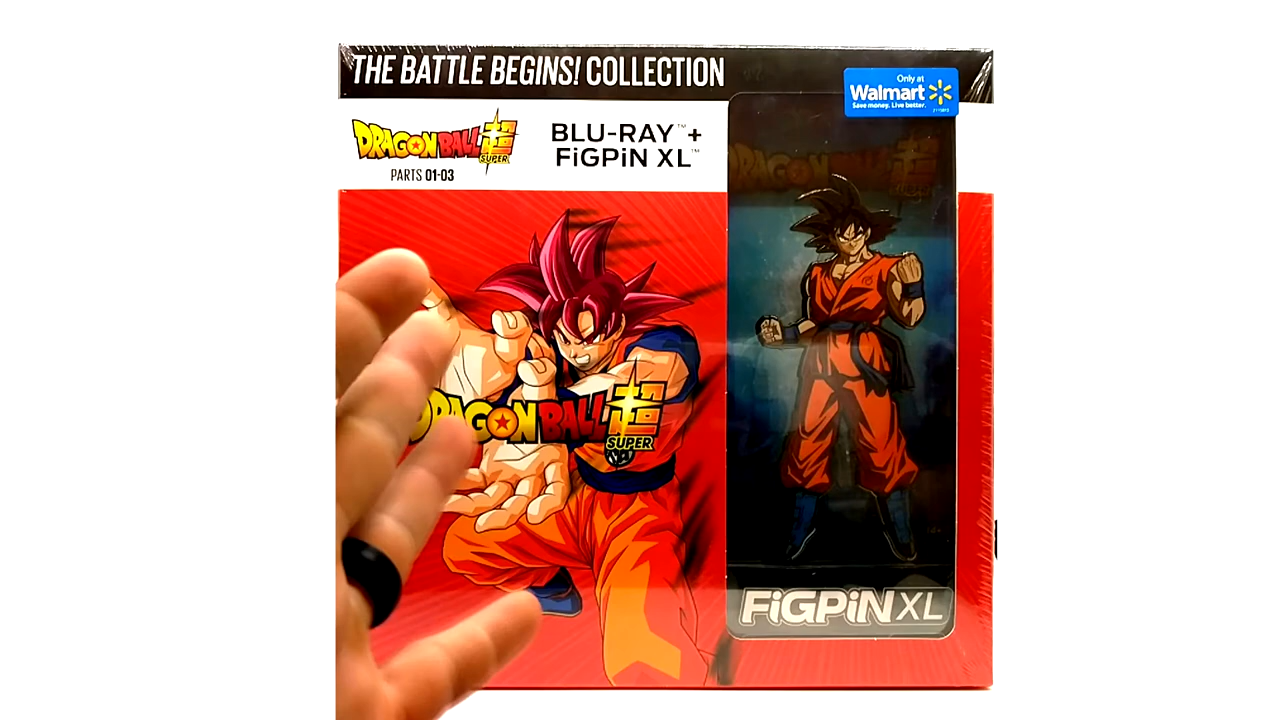 THE BATTLE BEGINS! COLLECTION
Only at
Walmart
Save money. Live better.
DRAGON BALL 超
SUPER
PARTS 01-03
BLU-RAY™ +
FiGPiN XL™
DRAGON BALL 超
SUPER
DRAGON BALL 超
SUPER
FiGPiN XL